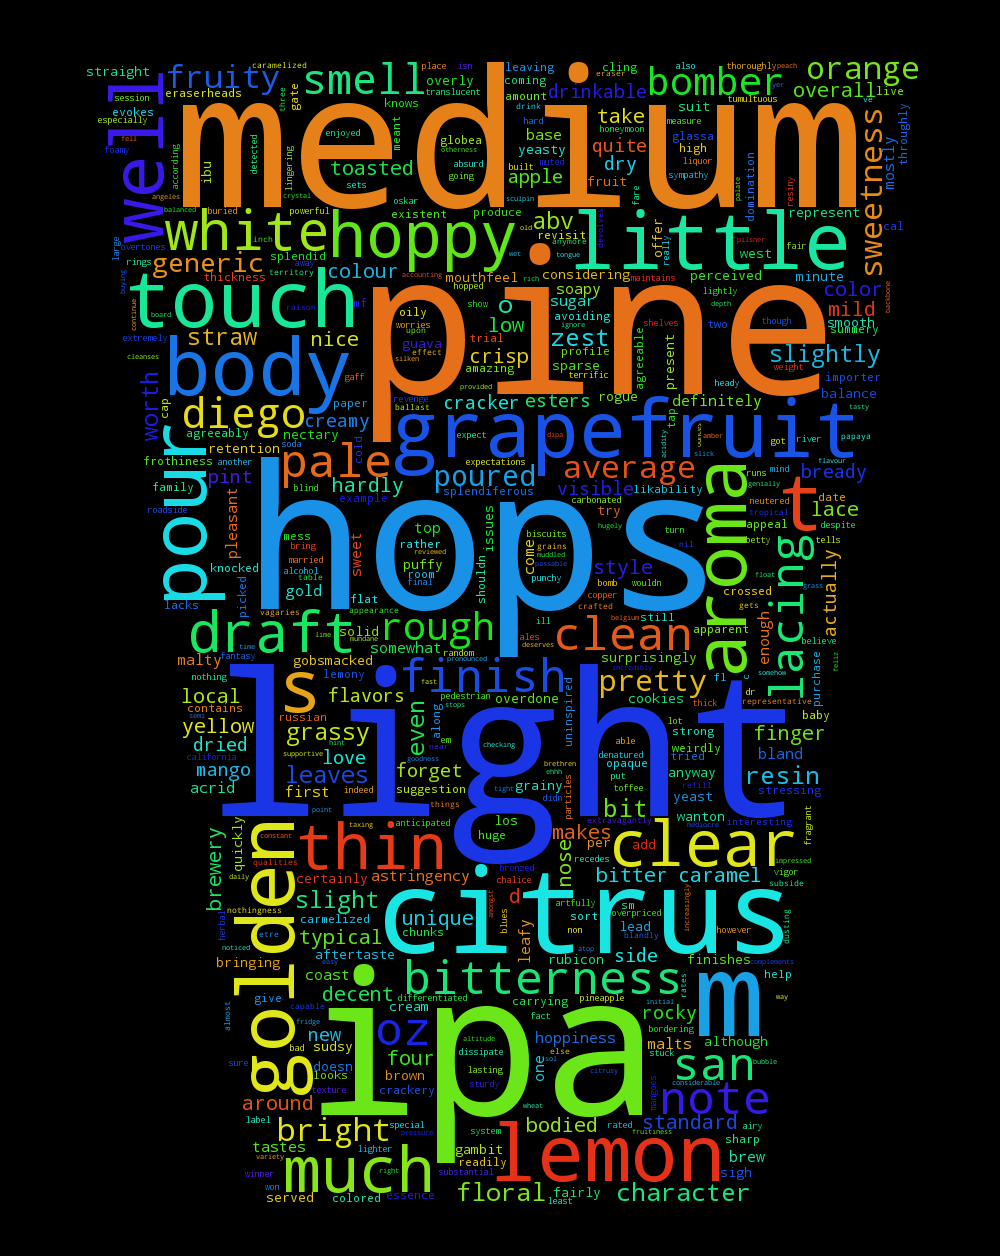 straight
caramelized
place
isn
leaving
cling
also
thoroughly
peach
orange
fruity
smell
overly
coming
bomber
overall
live
eraserheads
translucent
amount
drinkable
tumultuous
session
three
gate
knows
drink
take
suit
measure
evokes
medium
especially
well
ibu
enjoyed
meant
globea
hard
base
honeymoon
quite
glassa
high
foamy
according
detected
lingering
toasted
absurd
yeasty
dry
liquor
mostly
throughly
fell
sets
going
built
apple
muted
fruit
sympathy
domination
resiny
sweetness
angeles
crystal
oskar
balanced
buried
powerful
existent
produce
sculpin
abv
fare
palate
represent
large
white
hoppy
little
old
revisit
offer
west
fair
cal
overtones
inch
splendid
wet
anymore
tongue
really
pilsner
rings
generic
territory
away
colour
accounting
mouthfeel
rich
considering
maintains
perceived
minute
thickness
hopped
soapy
lightly
color
backbone
buying
touch
raison
mf
show
o
sugar
shelves
depth
mild
continue
board
oily
worries
low
avoiding
two
though
smooth
summery
extremely
straw
nice
upon
guava
trial
zest
ignore
profile
agreeable
present
slightly
cleanses
body
pine
effect
crisp
amazing
sparse
terrific
weight
importer
worth
gaff
silken
provided
rogue
definitely
heady
balance
cap
diego
paper
revenge
cracker
esters
tasty
creamy
ballast
tap
agreeably
nectary
grapefruit
ounces
amber
river
papaya
retention
soda
cold
expect
dipa
acidity
slick
got
flavour
frothiness
another
pale
expectations
average
runs
mind
bready
pour
pint
hardly
poured
genially
family
blind
example
splendiferous
visible
likability
neutered
date
roadside
pleasant
carbonated
try
tropical
lace
hops
t
mess
top
issues
hugely
turn
aroma
appeal
despite
bring
sweet
rather
biscuits
nil
betty
tells
knocked
married
reviewed
puffy
grains
come
muddled
style
lacing
actually
alcohol
room
passable
float
grass
lacks
picked
table
gold
flat
final
shouldn
punchy
bomb
wouldn
crossed
vagaries
appearance
copper
crafted
gets
draft
lime
solid
rough
ill
belgium
still
enough
believe
time
mundane
somewhat
random
ales
deserves
clean
apparent
malty
fantasy
gobsmacked
pronounced
surprisingly
feliz
nothing
lemony
finish
incredibly
c
somehom
local
s
fast
pretty
fl
dr
purchase
contains
flavors
pedestrian
overdone
cookies
thick
representative
semi
russian
even
along
stops
uninspired
lot
strong
baby
yellow
grassy
em
able
weirdly
finger
dried
hint
near
checking
brethren
denatured
opaque
tried
bland
california
supportive
love
light
goodness
ehhh
put
anyway
resin
mango
leaves
forget
tight
grainy
toffee
refill
acrid
first
indeed
suggestion
didn
particles
yeast
stressing
point
things
los
bit
wanton
interesting
quickly
taxing
anticipated
huge
extravagantly
mediocre
fragrant
brewery
constant
thin
makes
per
clear
impressed
golden
qualities
nose
add
daily
certainly
astringency
bronzed
recedes
bitter
caramel
vigor
subside
slight
chalice
d
artfully
sm
nothingness
amongst
overpriced
increasingly
herbal
etre
carmelized
unique
blues
sort
lead
citrus
dusting
typical
chunks
leafy
non
blandly
however
noticed
aftertaste
atop
side
bringing
coast
rubicon
finishes
complements
bitterness
m
rates
help
capable
decent
differentiated
pineapple
initial
easy
way
give
cream
carrying
rocky
almost
fridge
new
oz
altitude
fact
bordering
bad
sudsy
hoppiness
malts
although
sure
doesn
four
dissipate
else
one
stuck
san
bubble
looks
ipa
lasting
sol
texture
brown
crackery
sturdy
citrusy
mangoes
considerable
around
wheat
note
label
special
bodied
rated
standard
airy
bright
pressure
system
fruitiness
sharp
tastes
lighter
gambit
brew
variety
much
readily
lemon
winner
right
substantial
sigh
won
served
colored
essence
floral
fairly
least
character